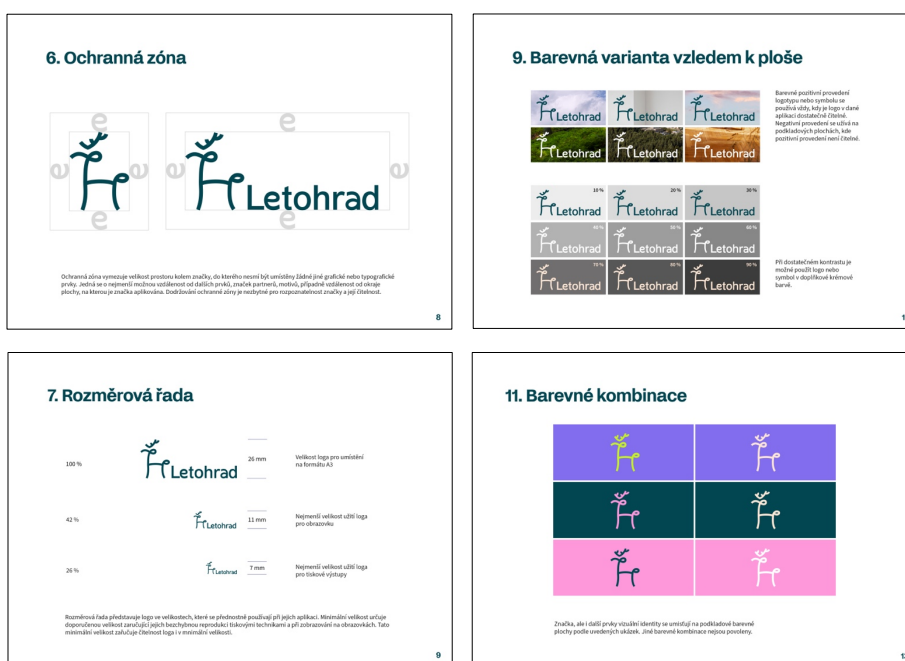 6. Ochranná zóna
e
e
e
e
e
e
e
e
Letohrad
Ochranná zóna vymezuje velikost prostoru kolem značky, do kterého nesmí být umístěny žádné jiné grafické nebo typografické
prvky. Jedná se o nejmenší možnou vzdálenost od dalších prvků, značek partnerů, motivů, případně vzdálenost od okraje
plochy, na kterou je značka aplikována. Dodržování ochranné zóny je nezbytné pro rozpoznatelnost značky a její čitelnost.
8
9. Barevná varianta vzledem k ploše
Letohrad Letohrad Letohrad
Letohrad Letohrad Letohrad
Barevné pozitivní provedení
logotypu nebo symbolu se
používá vždy, kdy je logo v dané
aplikaci dostatečně čitelné.
Negativní provedení se užívá na
podkladových plochách, kde
pozitivní provedení není čitelné.
10 % 20 % 30 %
Letohrad Letohrad Letohrad
40 % 50 % 60 %
Letohrad Letohrad Letohrad
70 % 80 % 90 %
Letohrad Letohrad Letohrad
Při dostatečném kontrastu je
možné použít logo nebo
symbol v doplňkové krémové
barvě.
7. Rozměrová řada
100 % Letohrad 26 mm Velikost loga pro umístění
na formátu A3
42 % Letohrad 11 mm Nejmenší velikost užití loga
pro obrazovku
26 % Letohrad 7 mm Nejmenší velikost užití loga
pro tiskové výstupy
Rozměrová řada představuje logo ve velikostech, které se přednostně používají při jejich aplikaci. Minimální velikost určuje
doporučenou velikost zaručující jejich bezchybnou reprodukci tiskovými technikami a při zobrazování na obrazovkách. Tato
minimální velikost zaručuje čitelnost loga i v mnimální velikosti.
9
11. Barevné kombinace
Značka, ale i další prvky vizuální identity se umisťují na podkladové barevné
plochy podle uvedených ukázek. Jiné barevné kombinace nejsou povoleny.